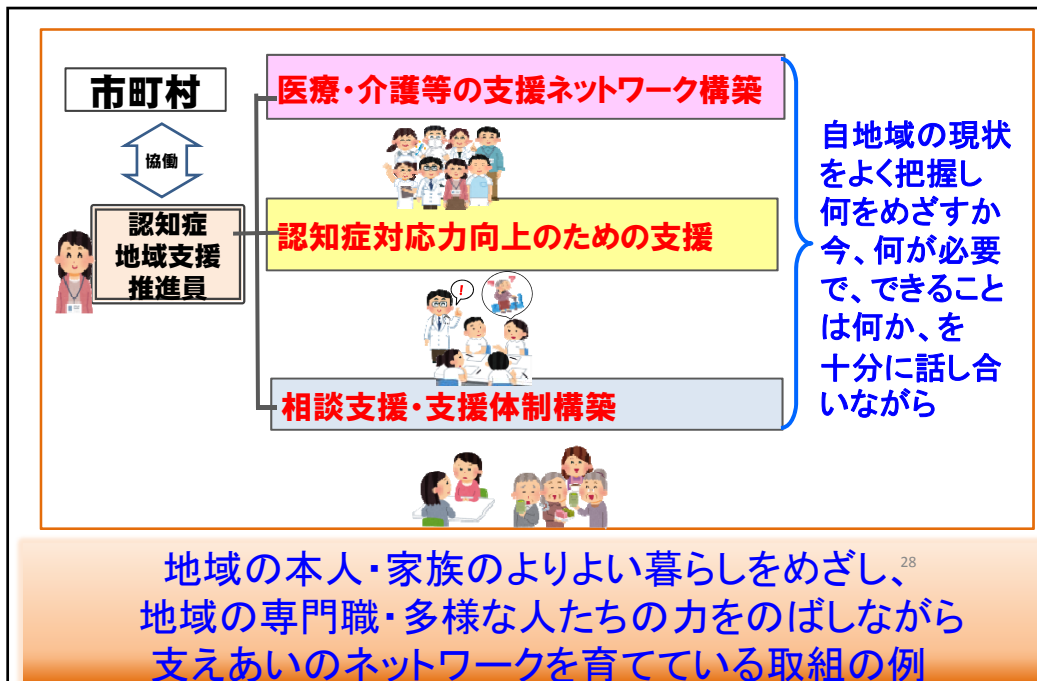 市町村
協働
認知症
地域支援
推進員
医療・介護等の支援ネットワーク構築
認知症対応力向上のための支援
!
相談支援・支援体制構築
自地域の現状
をよく把握し
何をめざすか
今、何が必要
で、できること
は何か、を
十分に話し合
いながら
地域の本人・家族のよりよい暮らしをめざし、
28
地域の専門職・多様な人たちの力をのばしながら
支えあいのネットワークを育てている取組の例